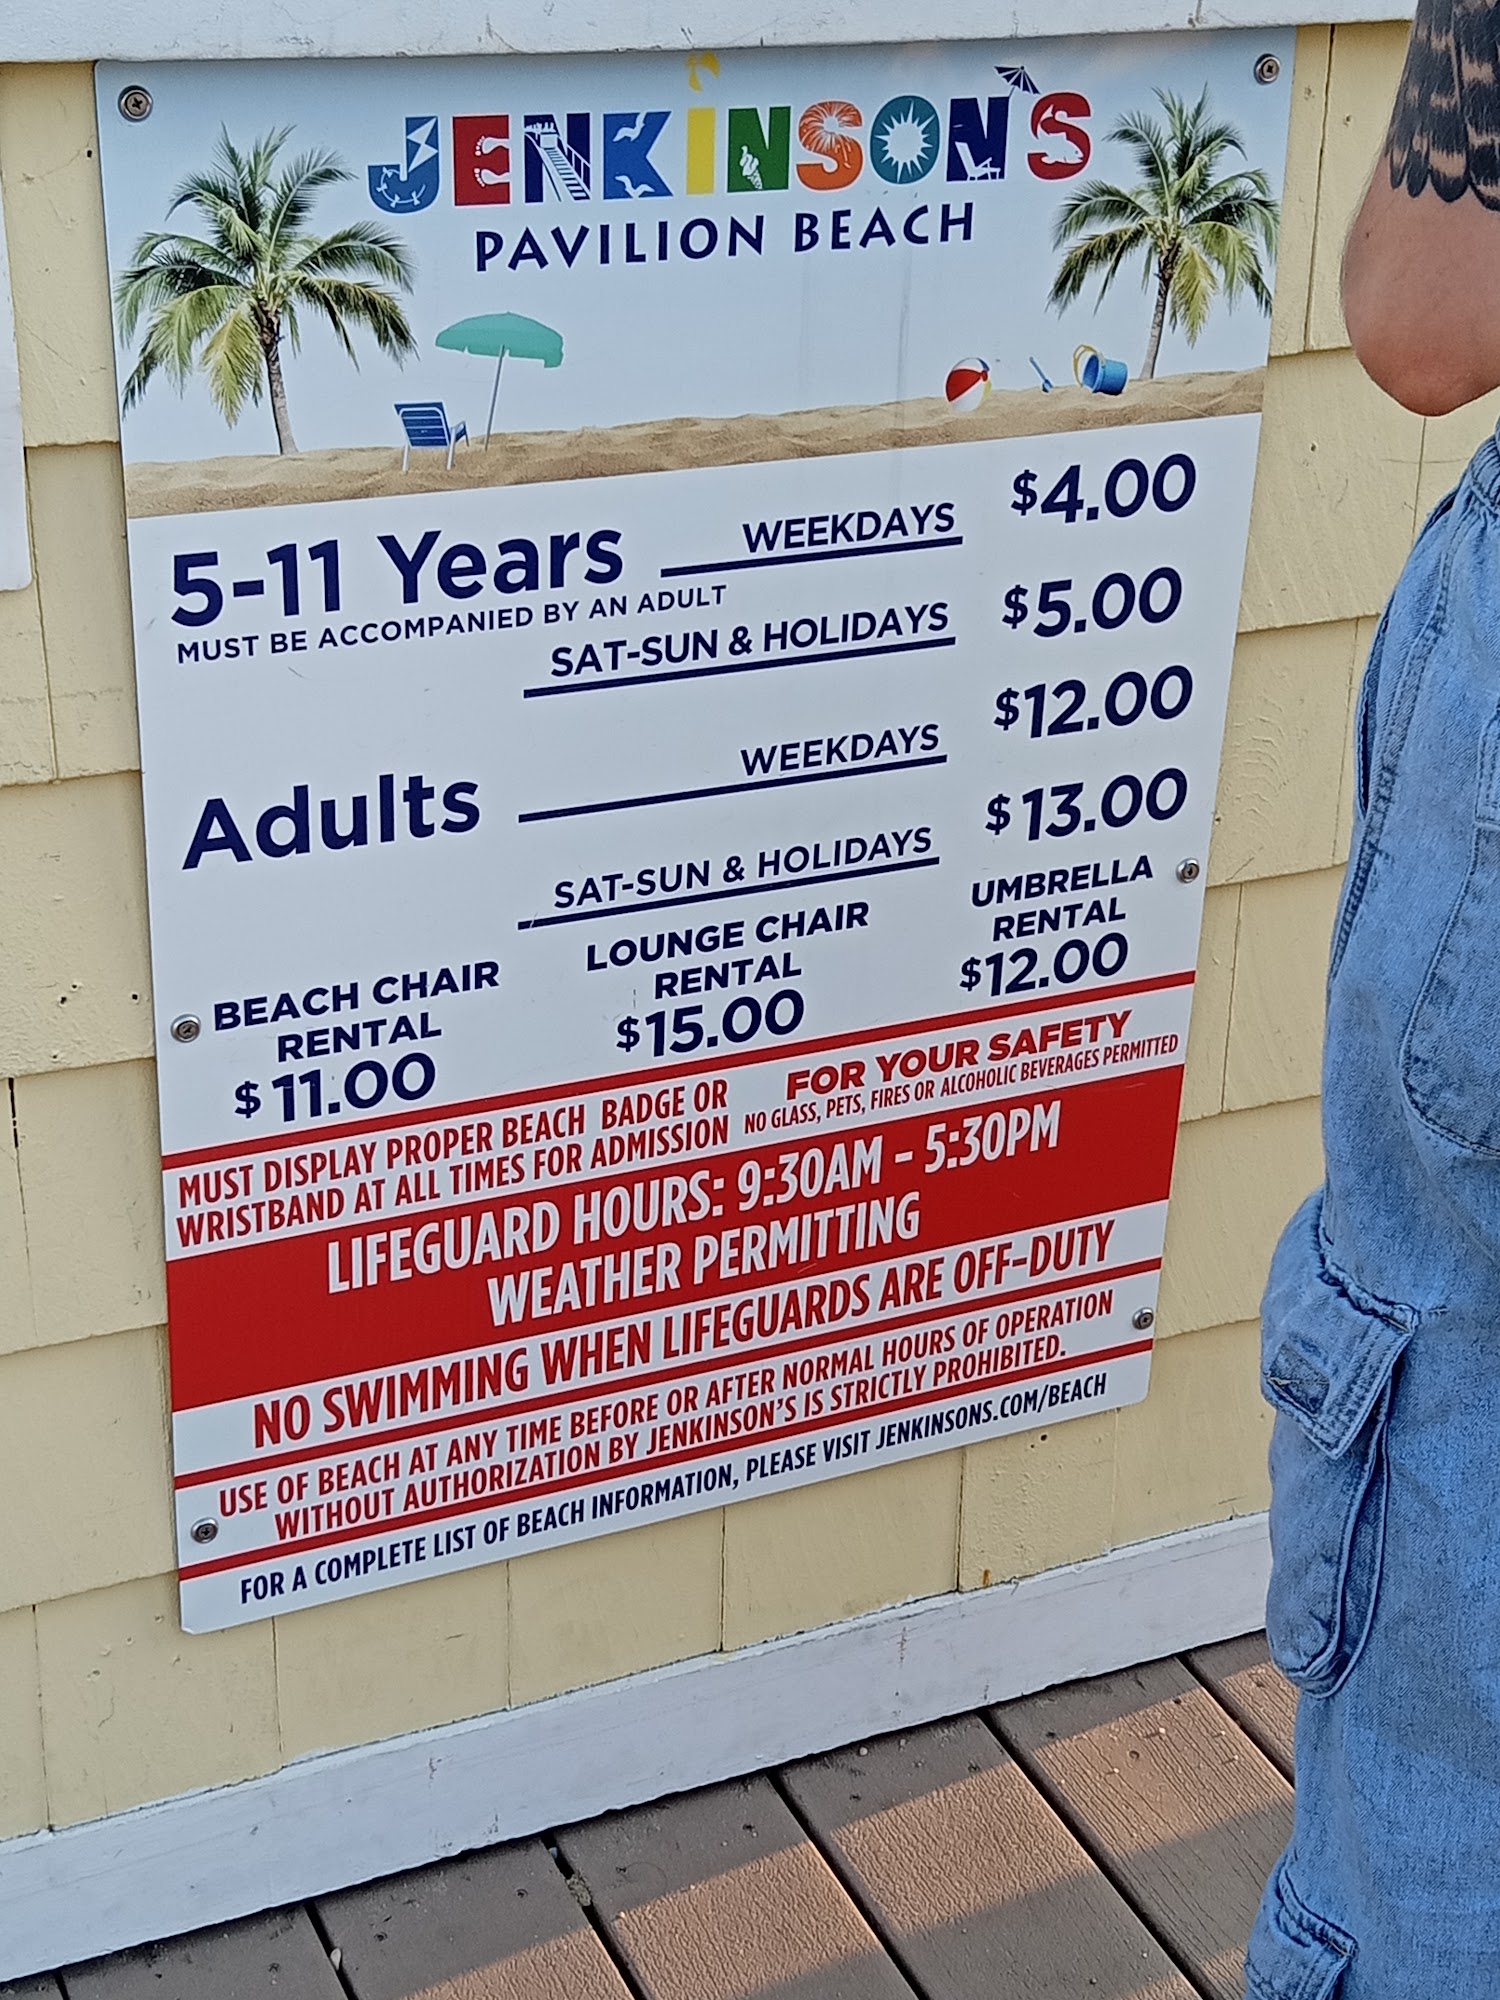 JENKINSON'S
PAVILION BEACH
5-11 Years WEEKDAYS $4.00
MUST BE ACCOMPANIED BY AN ADULT
SAT-SUN & HOLIDAYS $5.00
Adults WEEKDAYS $12.00
SAT-SUN & HOLIDAYS $13.00
BEACH CHAIR
RENTAL
$11.00
LOUNGE CHAIR
RENTAL
$15.00
UMBRELLA
RENTAL
$12.00
MUST DISPLAY PROPER BEACH BADGE OR
WRISTBAND AT ALL TIMES FOR ADMISSION
FOR YOUR SAFETY
NO GLASS, PETS, FIRES OR ALCOHOLIC BEVERAGES PERMITTED
LIFEGUARD HOURS: 9:30AM - 5:30PM
WEATHER PERMITTING
NO SWIMMING WHEN LIFEGUARDS ARE OFF-DUTY
USE OF BEACH AT ANY TIME BEFORE OR AFTER NORMAL HOURS OF OPERATION
WITHOUT AUTHORIZATION BY JENKINSON'S IS STRICTLY PROHIBITED.
FOR A COMPLETE LIST OF BEACH INFORMATION, PLEASE VISIT JENKINSONS.COM/BEACH